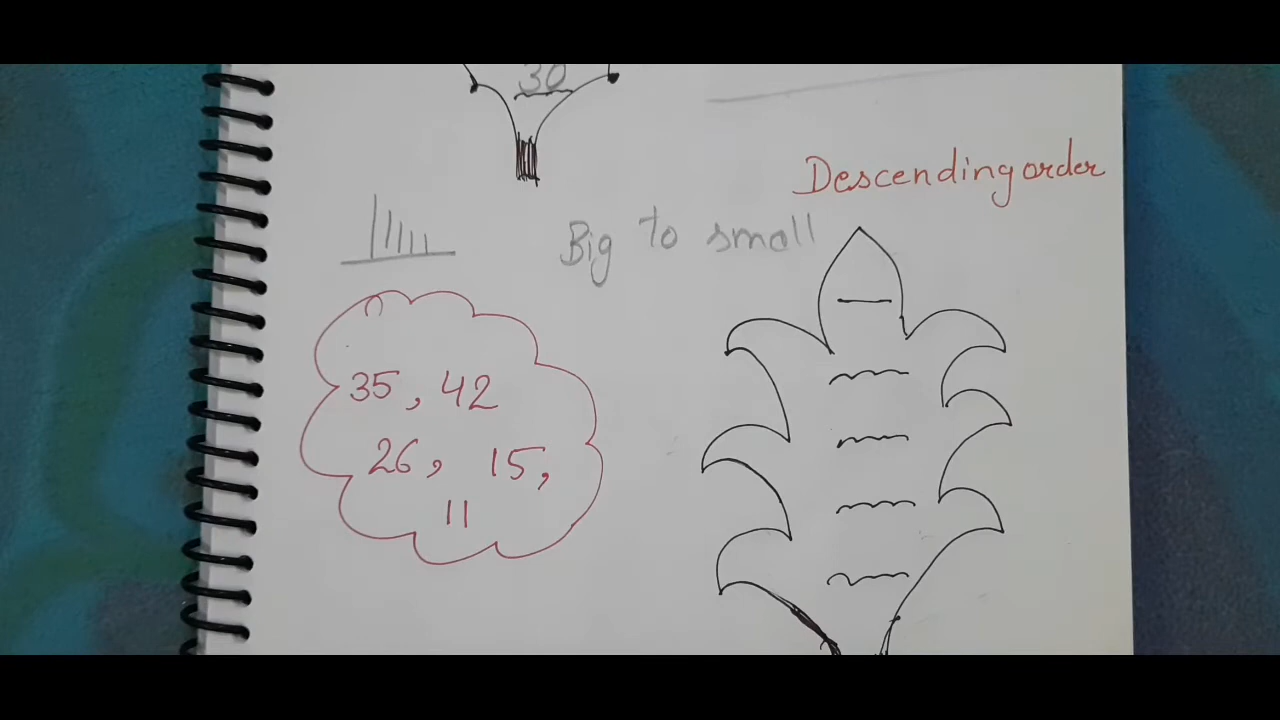 30
Descending order
Big to small
35, 42
26, 15,
11